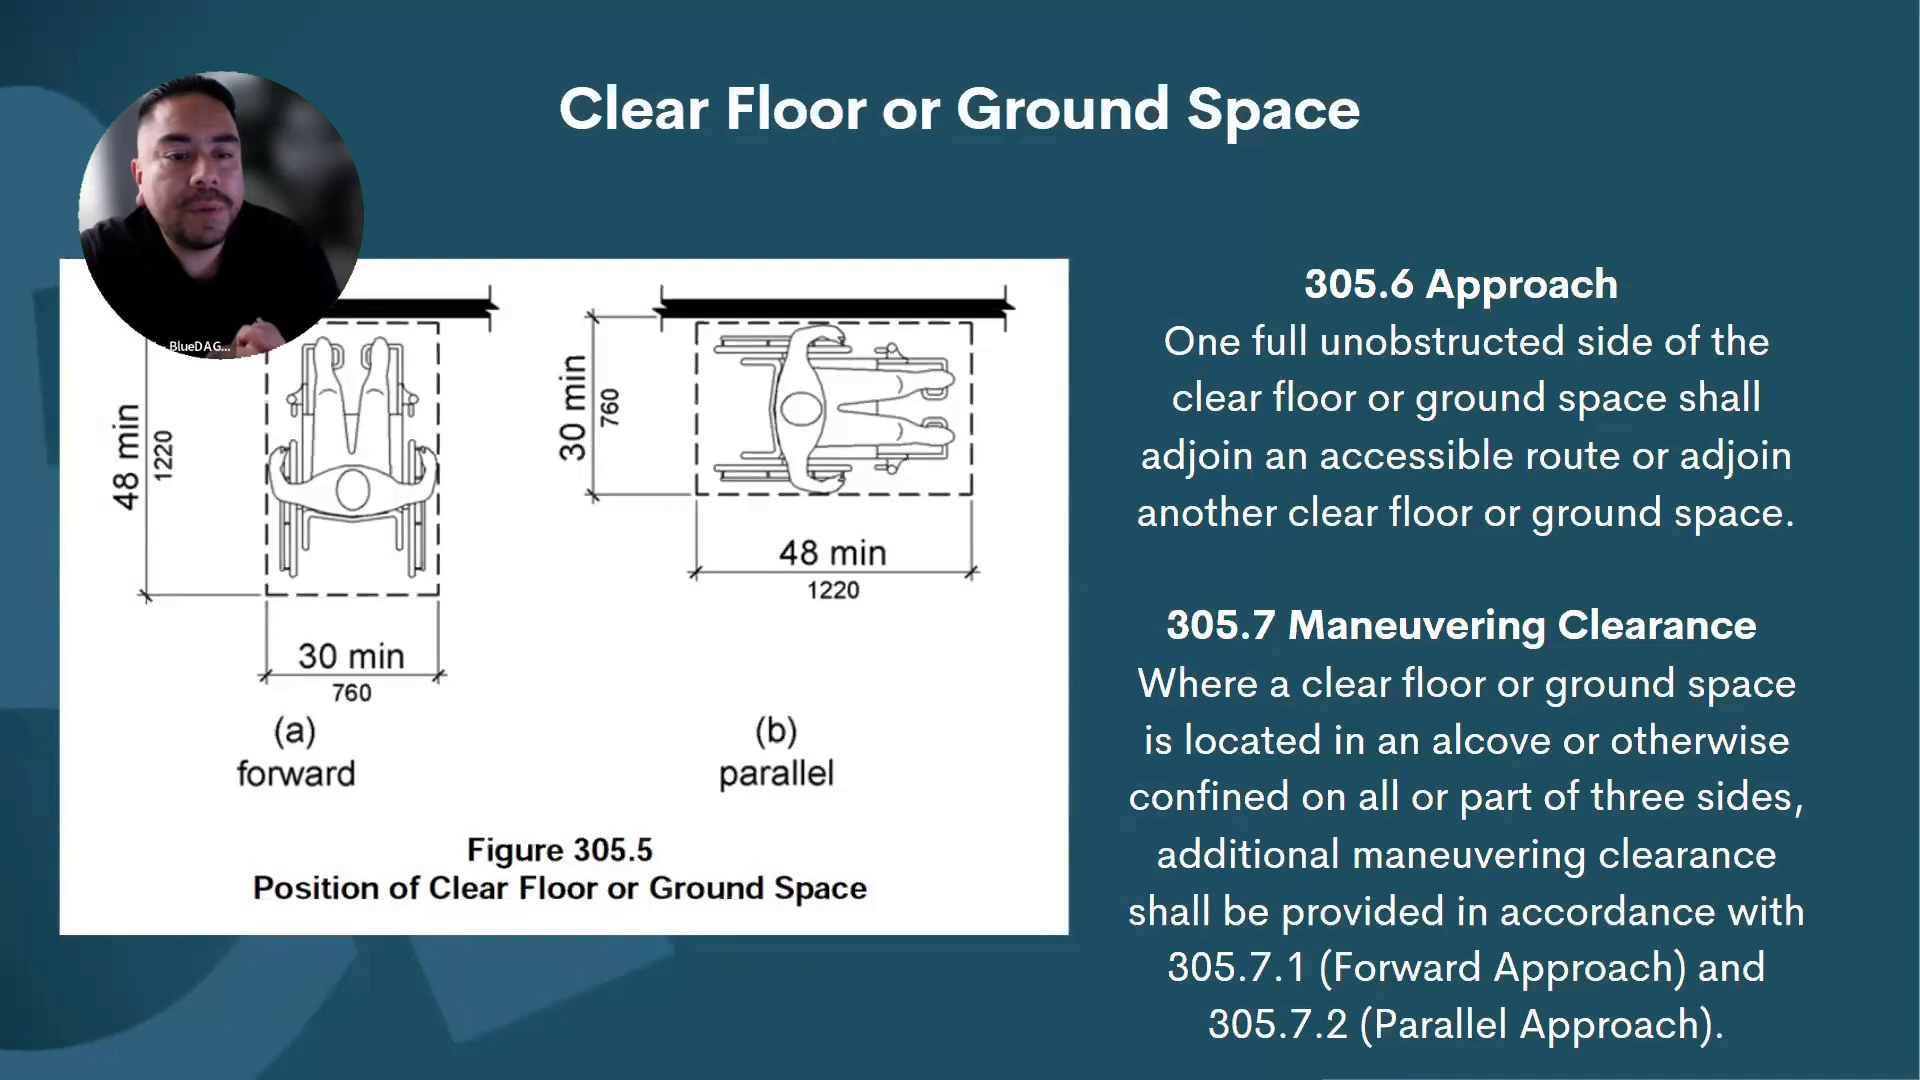 Clear Floor or Ground Space
BlueDAG...
48 min
1220
30 min
760
(a)
forward
30 min
760
48 min
1220
(b)
parallel
Figure 305.5
Position of Clear Floor or Ground Space
305.6 Approach
One full unobstructed side of the
clear floor or ground space shall
adjoin an accessible route or adjoin
another clear floor or ground space.
305.7 Maneuvering Clearance
Where a clear floor or ground space
is located in an alcove or otherwise
confined on all or part of three sides,
additional maneuvering clearance
shall be provided in accordance with
305.7.1 (Forward Approach) and
305.7.2 (Parallel Approach).